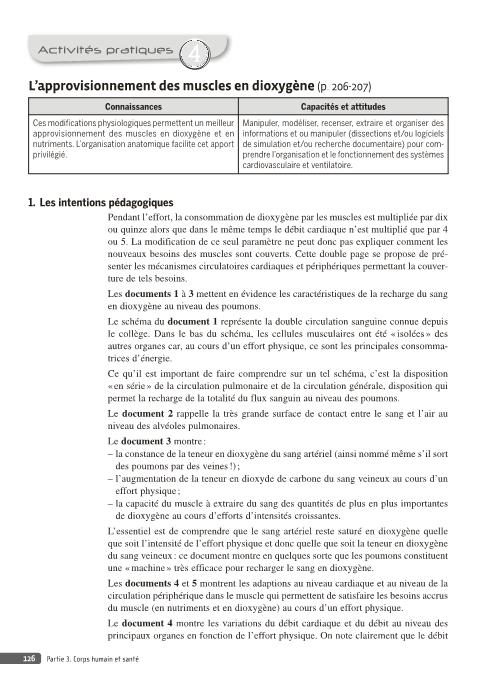 Activités pratiques 4
L'approvisionnement des muscles en dioxygène (p. 206-207)
Connaissances
Capacités et attitudes
Ces modifications physiologiques permettent un meilleur
approvisionnement des muscles en dioxygène et en
nutriments. L'organisation anatomique facilite cet apport
privilégié.
Manipuler, modéliser, recenser, extraire et organiser des
informations et ou manipuler (dissections et/ou logiciels
de simulation et/ou recherche documentaire) pour com-
prendre l'organisation et le fonctionnement des systèmes
cardiovasculaire et ventilatoire.
1. Les intentions pédagogiques
Pendant l'effort, la consommation de dioxygène par les muscles est multipliée par dix
ou quinze alors que dans le même temps le débit cardiaque n'est multiplié que par 4
ou 5. La modification de ce seul paramètre ne peut donc pas expliquer comment les
nouveaux besoins des muscles sont couverts. Cette double page se propose de pré-
senter les mécanismes circulatoires cardiaques et périphériques permettant la couver-
ture de tels besoins.
Les documents 1 à 3 mettent en évidence les caractéristiques de la recharge du sang
en dioxygène au niveau des poumons.
Le schéma du document 1 représente la double circulation sanguine connue depuis
le collège. Dans le bas du schéma, les cellules musculaires ont été «isolées» des
autres organes car, au cours d'un effort physique, ce sont les principales consomma-
trices d'énergie.
Ce qu'il est important de faire comprendre sur un tel schéma, c'est la disposition
«en série» de la circulation pulmonaire et de la circulation générale, disposition qui
permet la recharge de la totalité du flux sanguin au niveau des poumons.
Le document 2 rappelle la très grande surface de contact entre le sang et l'air au
niveau des alvéoles pulmonaires.
Le document 3 montre:
– la constance de la teneur en dioxygène du sang artériel (ainsi nommé même s'il sort
des poumons par des veines!);
– l'augmentation de la teneur en dioxyde de carbone du sang veineux au cours d'un
effort physique;
– la capacité du muscle à extraire du sang des quantités de plus en plus importantes
de dioxygène au cours d'efforts d'intensités croissantes.
L'essentiel est de comprendre que le sang artériel reste saturé en dioxygène quelle
que soit l'intensité de l'effort physique et donc quelle que soit la teneur en dioxygène
du sang veineux: ce document montre en quelques sorte que les poumons constituent
une «machine» très efficace pour recharger le sang en dioxygène.
Les documents 4 et 5 montrent les adaptions au niveau cardiaque et au niveau de la
circulation périphérique dans le muscle qui permettent de satisfaire les besoins accrus
du muscle (en nutriments et en dioxygène) au cours d'un effort physique.
Le document 4 montre les variations du débit cardiaque et du débit au niveau des
principaux organes en fonction de l'effort physique. On note clairement que le débit
126 Partie 3. Corps humain et santé